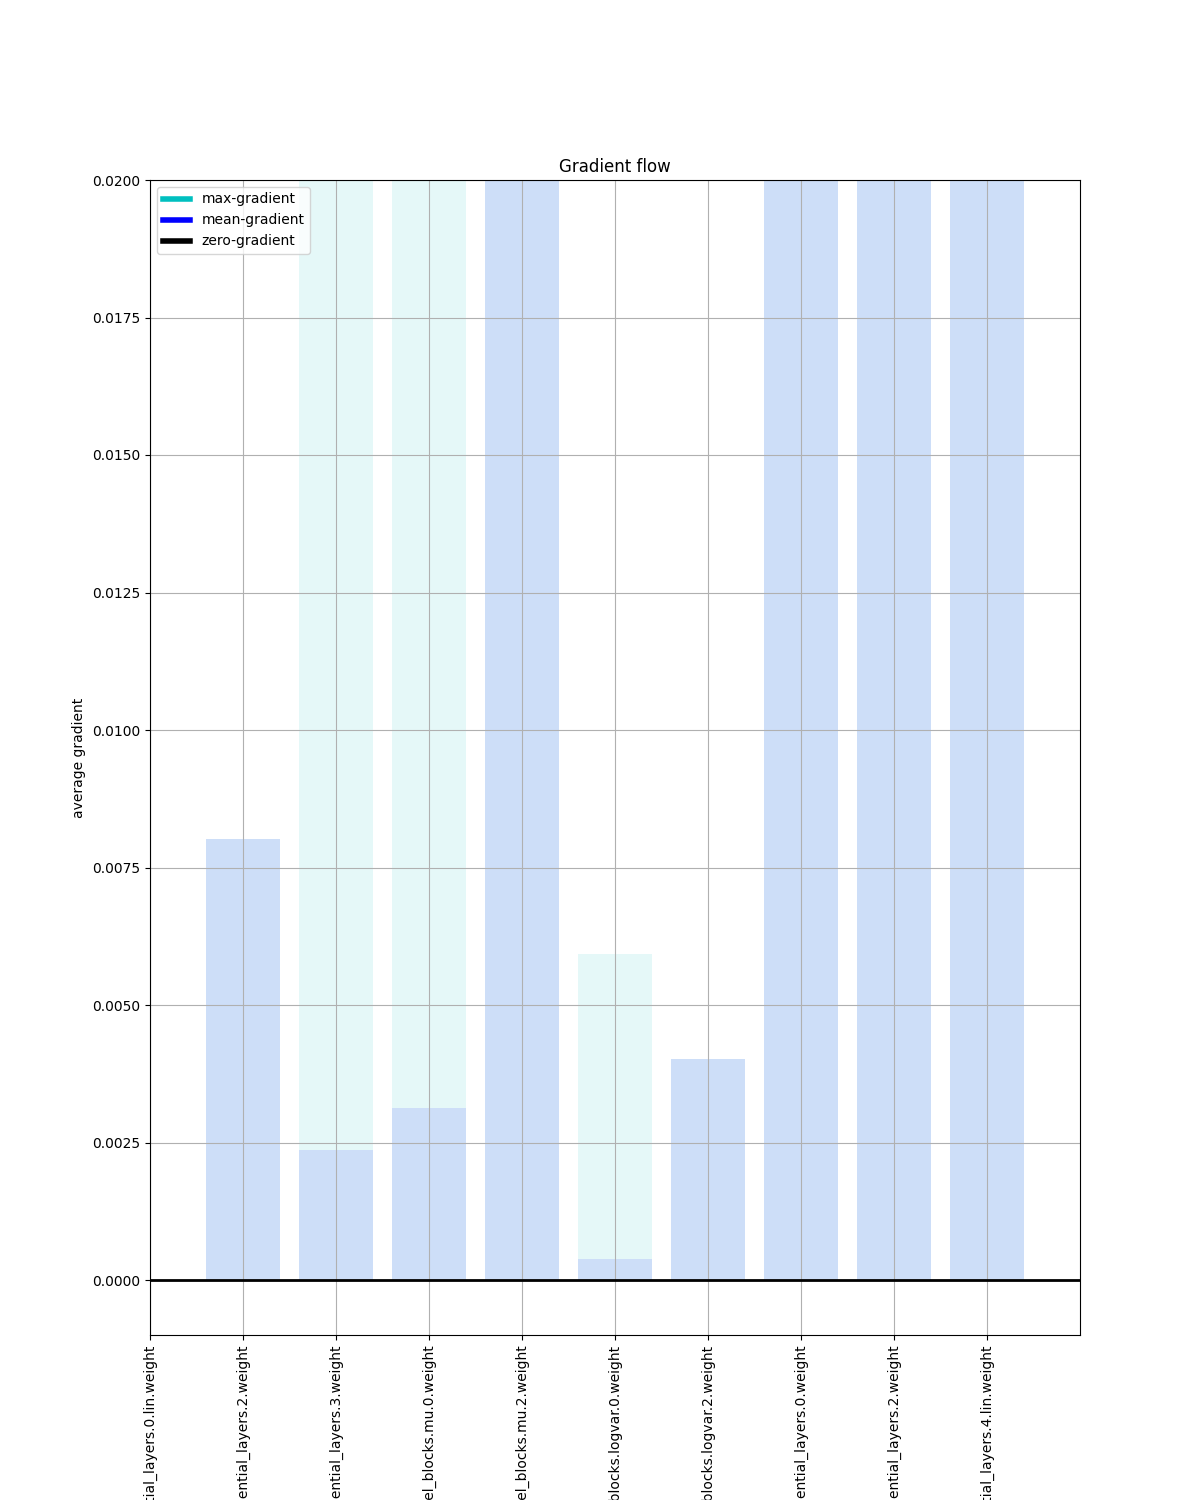 Gradient flow
max-gradient
mean-gradient
zero-gradient
0.0200
0.0175
0.0150
0.0125
0.0100
0.0075
0.0050
0.0025
0.0000
average gradient
tial_layers.0.lin.weight
ential_layers.2.weight
ential_layers.3.weight
el_blocks.mu.0.weight
el_blocks.mu.2.weight
blocks.logvar.0.weight
blocks.logvar.2.weight
ential_layers.0.weight
ential_layers.2.weight
tial_layers.4.lin.weight